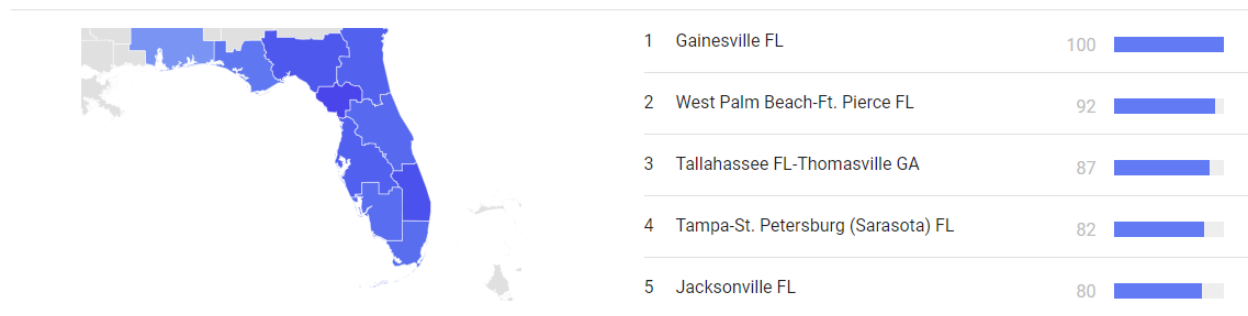 1 Gainesville FL 100
2 West Palm Beach-Ft. Pierce FL 92
3 Tallahassee FL-Thomasville GA 87
4 Tampa-St. Petersburg (Sarasota) FL 82
5 Jacksonville FL 80